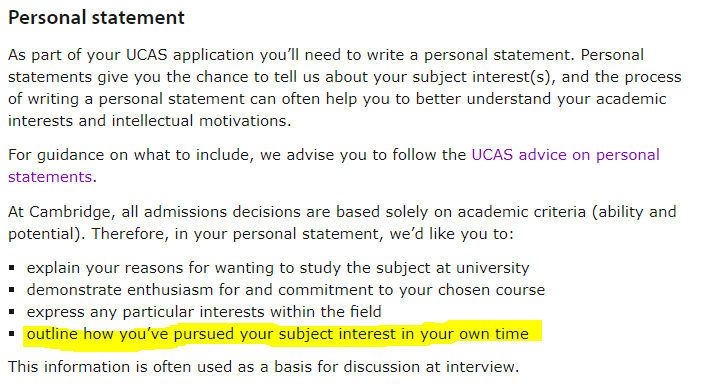 Personal statement
As part of your UCAS application you'll need to write a personal statement. Personal
statements give you the chance to tell us about your subject interest(s), and the process
of writing a personal statement can often help you to better understand your academic
interests and intellectual motivations.
For guidance on what to include, we advise you to follow the UCAS advice on personal
statements.
At Cambridge, all admissions decisions are based solely on academic criteria (ability and
potential). Therefore, in your personal statement, we'd like you to:
▪ explain your reasons for wanting to study the subject at university
▪ demonstrate enthusiasm for and commitment to your chosen course
▪ express any particular interests within the field
▪ outline how you've pursued your subject interest in your own time
This information is often used as a basis for discussion at interview.